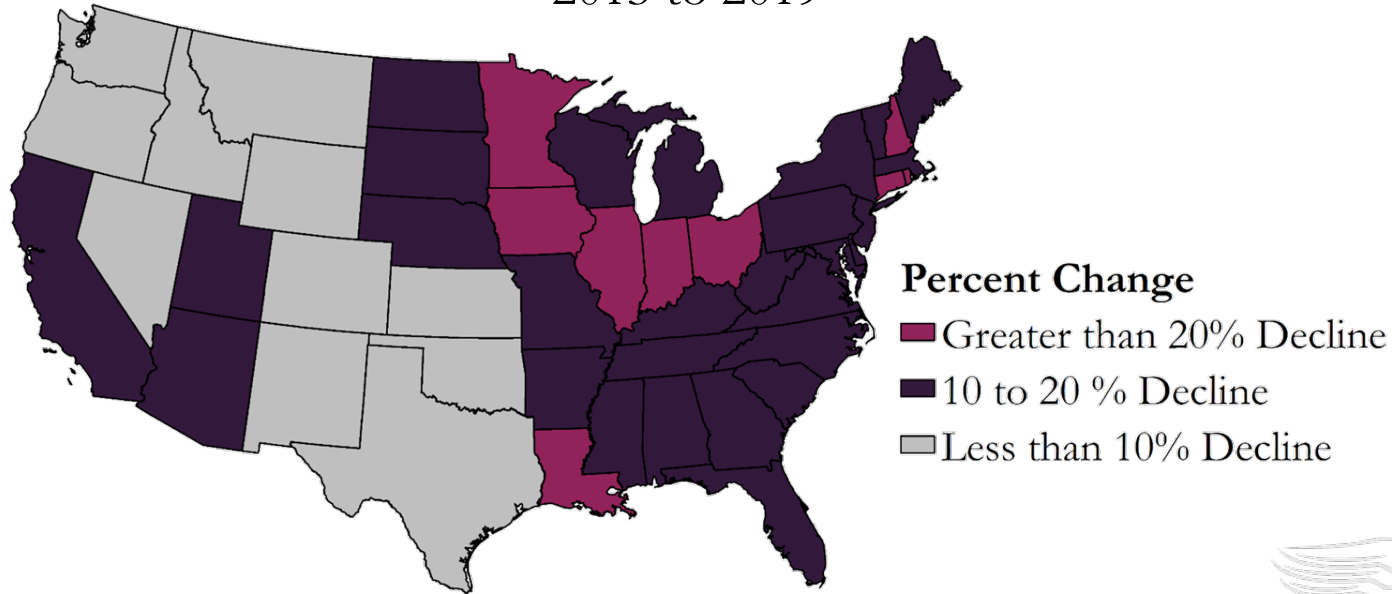 Percent Change
Greater than 20% Decline
10 to 20 % Decline
Less than 10% Decline